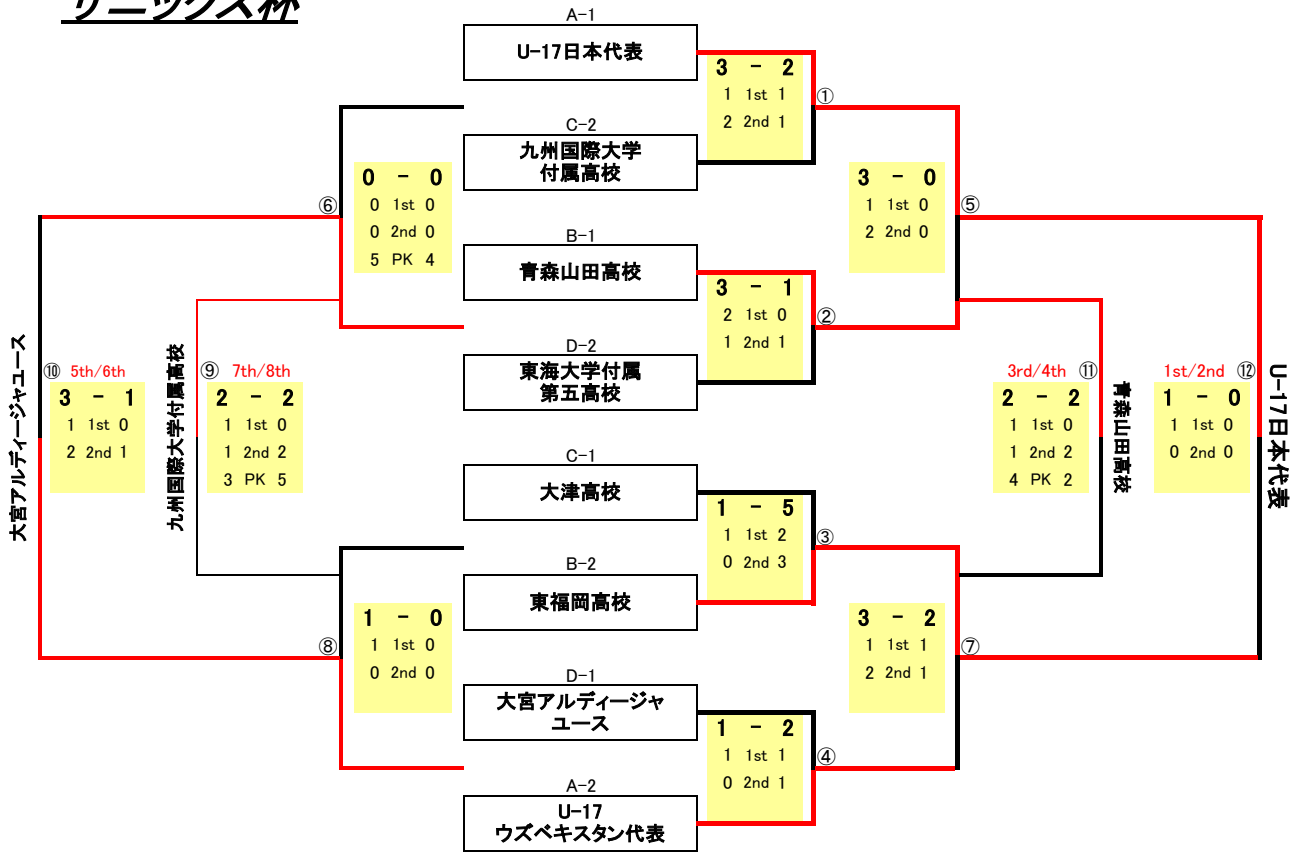 サニックス杯
A-1
U-17日本代表
3 - 2
1 1st 1
2 2nd 1
①
C-2
九州国際大学
付属高校
0 - 0
0 1st 0
0 2nd 0
5 PK 4
⑥
3 - 0
1 1st 0
2 2nd 0
⑤
B-1
青森山田高校
3 - 1
2 1st 0
1 2nd 1
②
D-2
東海大学付属
第五高校
大宮アルディージャユース
⑩ 5th/6th
3 - 1
1 1st 0
2 2nd 1
九州国際大学付属高校
⑨ 7th/8th
2 - 2
1 1st 0
1 2nd 2
3 PK 5
3rd/4th ⑪
2 - 2
1 1st 0
1 2nd 2
4 PK 2
青森山田高校
1st/2nd ⑫
1 - 0
1 1st 0
0 2nd 0
U-17日本代表
C-1
大津高校
1 - 5
1 1st 2
0 2nd 3
③
B-2
東福岡高校
1 - 0
1 1st 0
0 2nd 0
⑧
3 - 2
1 1st 1
2 2nd 1
⑦
D-1
大宮アルディージャ
ユース
1 - 2
1 1st 1
0 2nd 1
④
A-2
U-17
ウズベキスタン代表